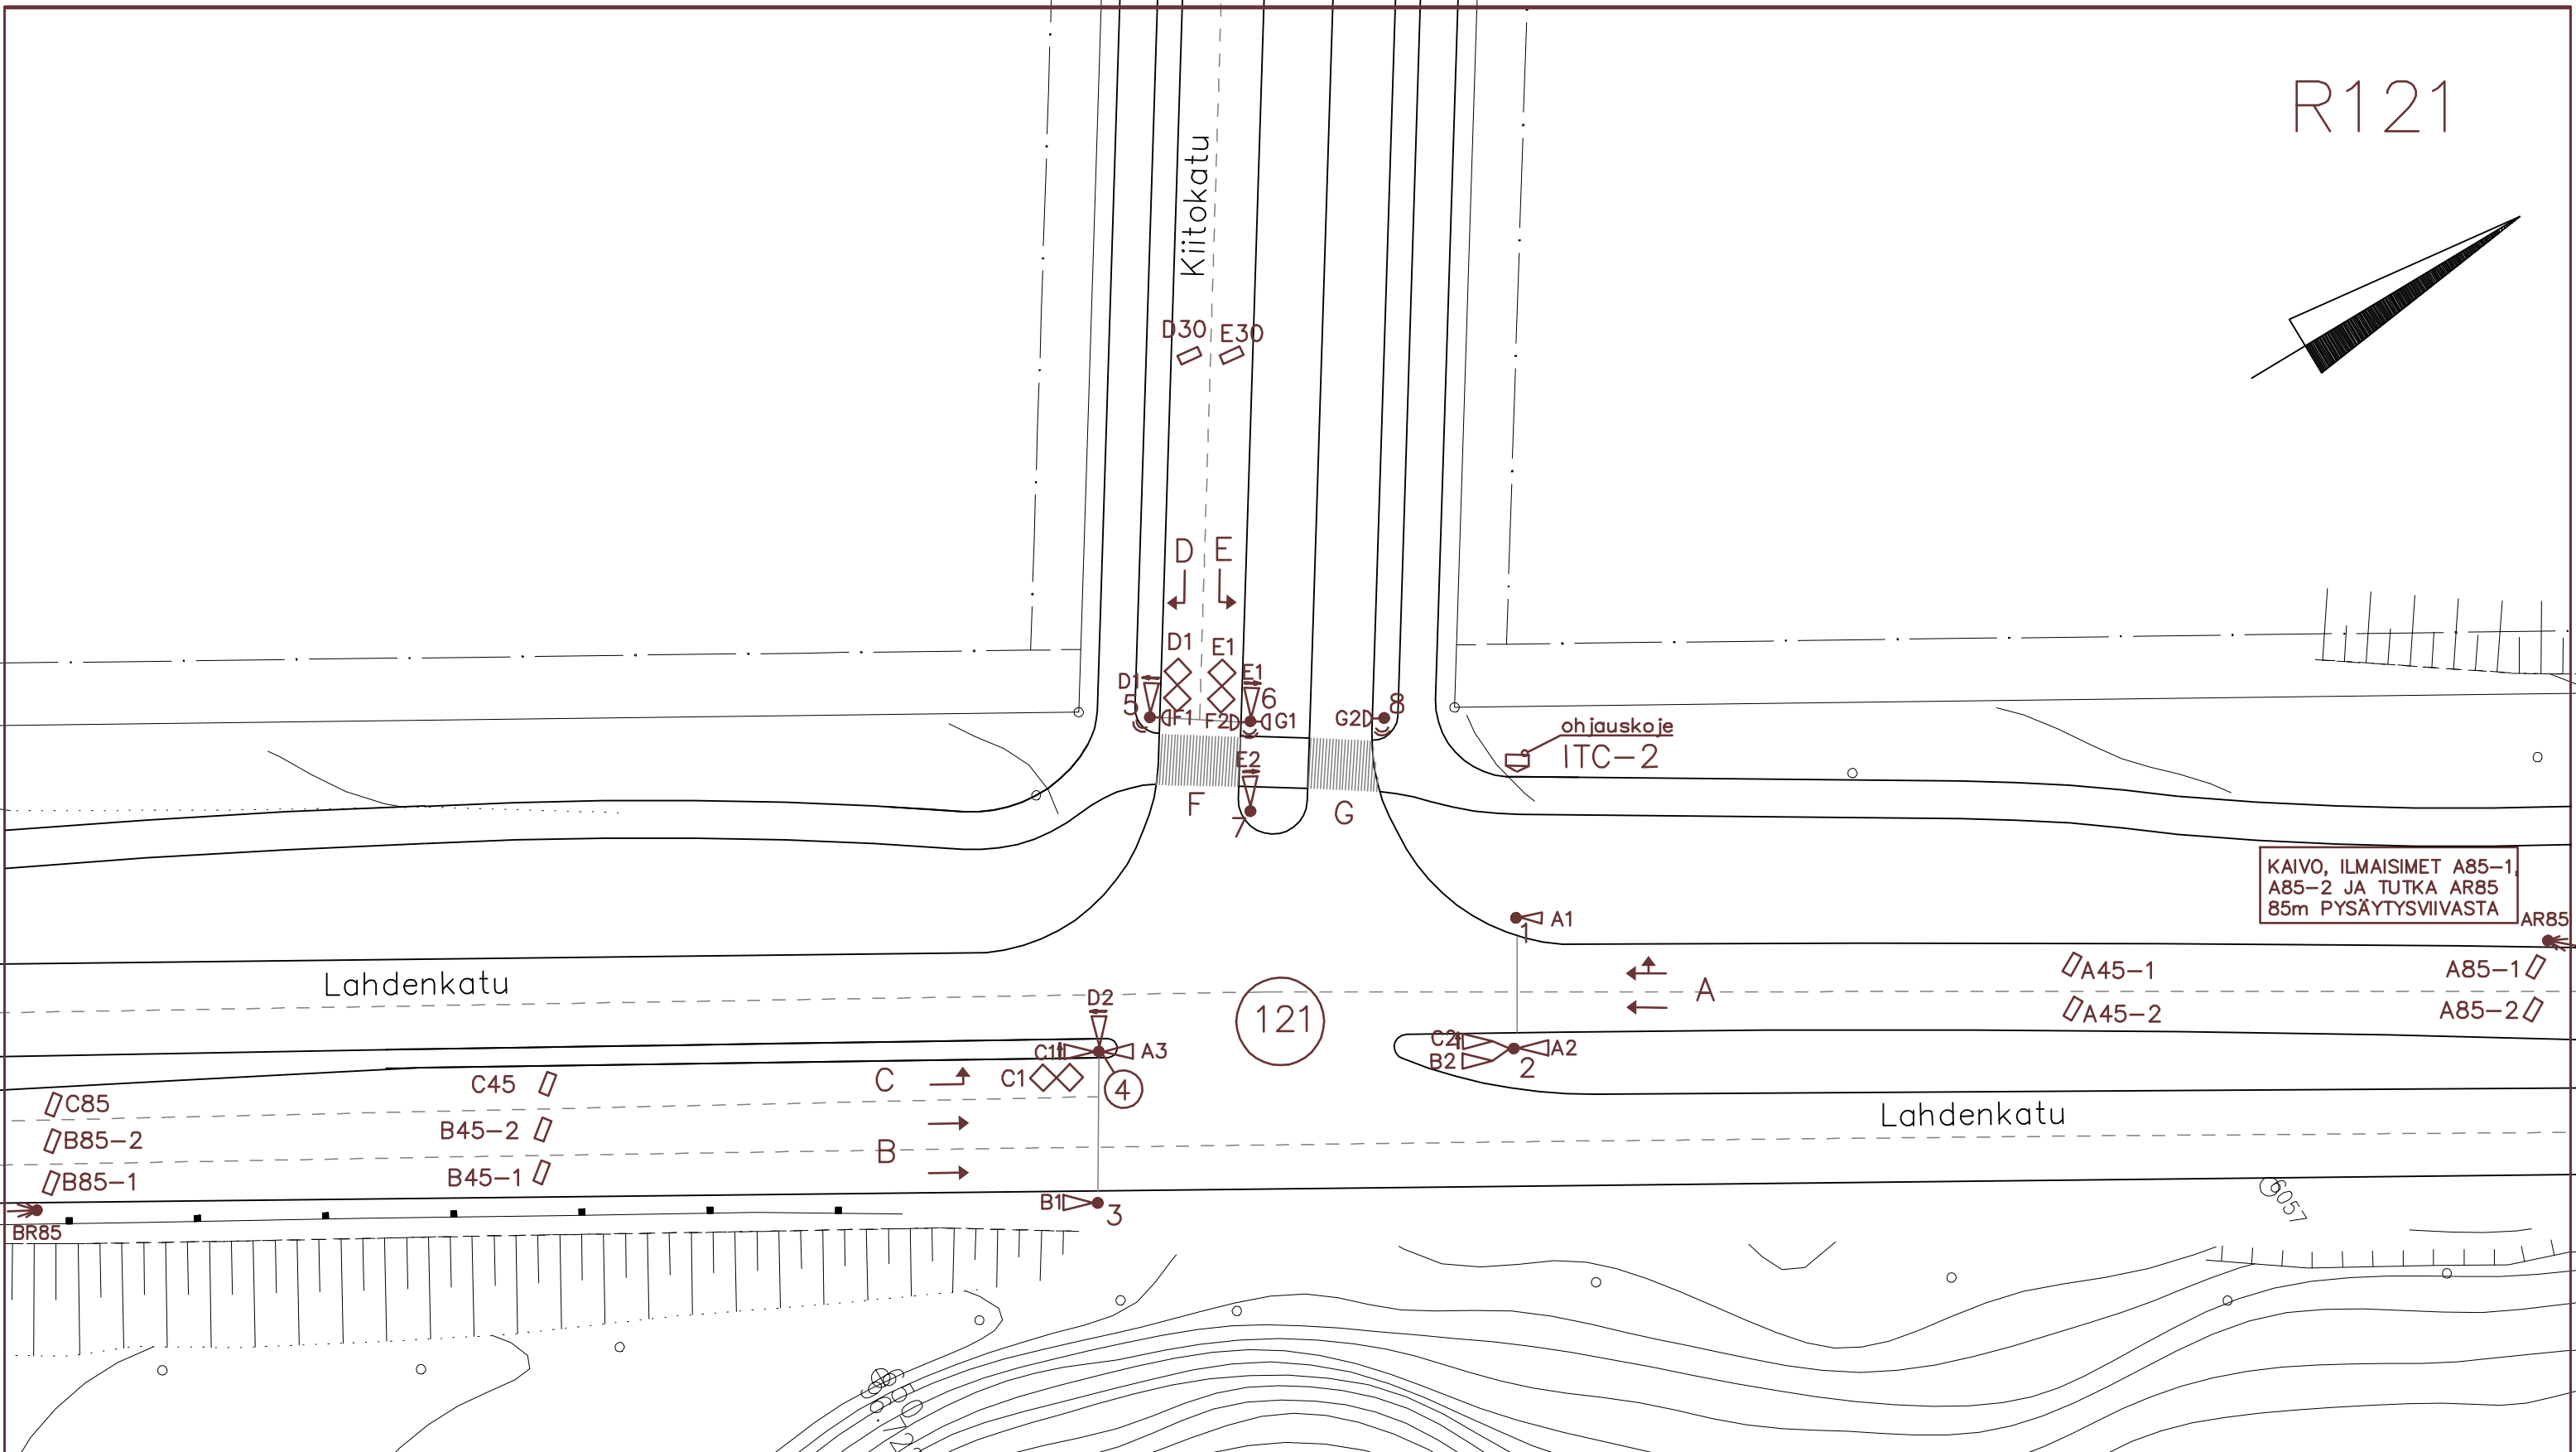 R121
Kiitokatu
D30
E30
D
E
D1
E1
D1
E1
5
6
8
F1
F2
G1
G2
ohjauskoje
ITC-2
E2
F
G
7
KAIVO, ILMAISIMET A85-1,
A85-2 JA TUTKA AR85
85m PYSÄYTYSVIIVASTA
AR85
A1
1
Lahdenkatu
A45-1
A85-1
A
D2
121
A45-2
A85-2
C2
B2
A2
2
C1
A3
C1
4
C
C45
C85
B45-2
B85-2
B
B45-1
B85-1
Lahdenkatu
B1
3
BR85
6057